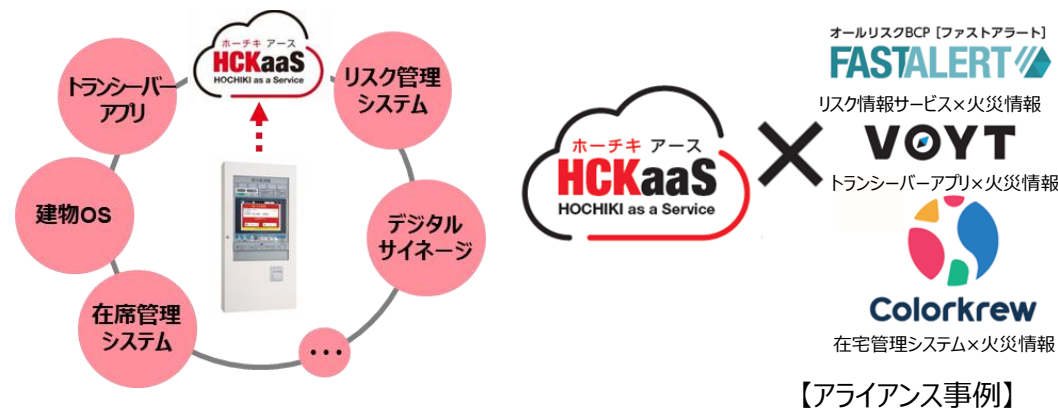 ホーチキ アース
HCKaaS
HOCHIKI as a Service
トランシーバー
アプリ
リスク管理
システム
建物OS
デジタル
サイネージ
在席管理
システム
･･･
ホーチキ アース
HCKaaS
HOCHIKI as a Service
×
オールリスクBCP [ファストアラート]
FASTALERT
リスク情報サービス×火災情報
VOYT
トランシーバーアプリ×火災情報
Colorkrew
在宅管理システム×火災情報
【アライアンス事例】